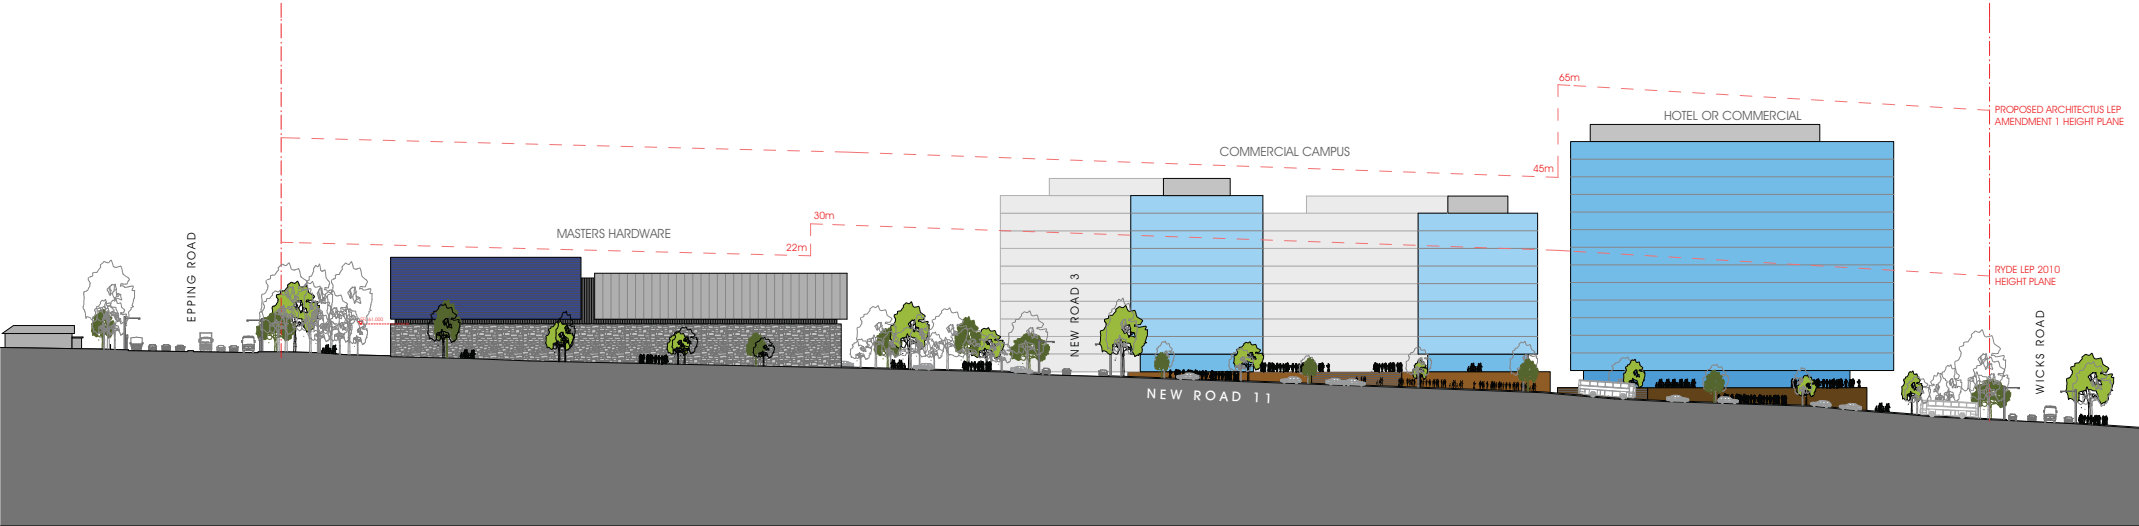 65m
PROPOSED ARCHITECTUS LEP
AMENDMENT 1 HEIGHT PLANE
HOTEL OR COMMERCIAL
COMMERCIAL CAMPUS
45m
30m
MASTERS HARDWARE
22m
EPPING ROAD
RYDE LEP 2010
HEIGHT PLANE
NEW ROAD 3
WICKS ROAD
NEW ROAD 11